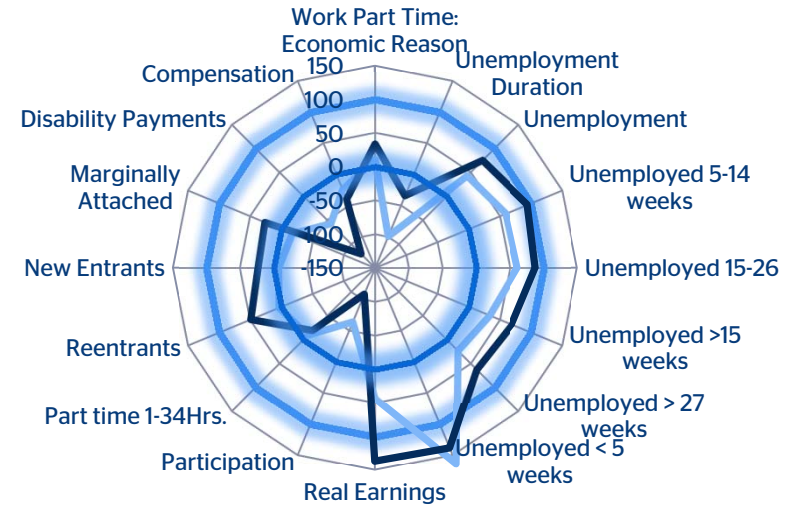 Work Part Time:
Economic Reason
Unemployment
Duration
Unemployment
Unemployed 5-14
weeks
Unemployed 15-26
Unemployed >15
weeks
Unemployed > 27
weeks
Unemployed < 5
weeks
Real Earnings
Participation
Part time 1-34Hrs.
Reentrants
New Entrants
Marginally
Attached
Disability Payments
Compensation
150
100
50
0
-50
-100
-150